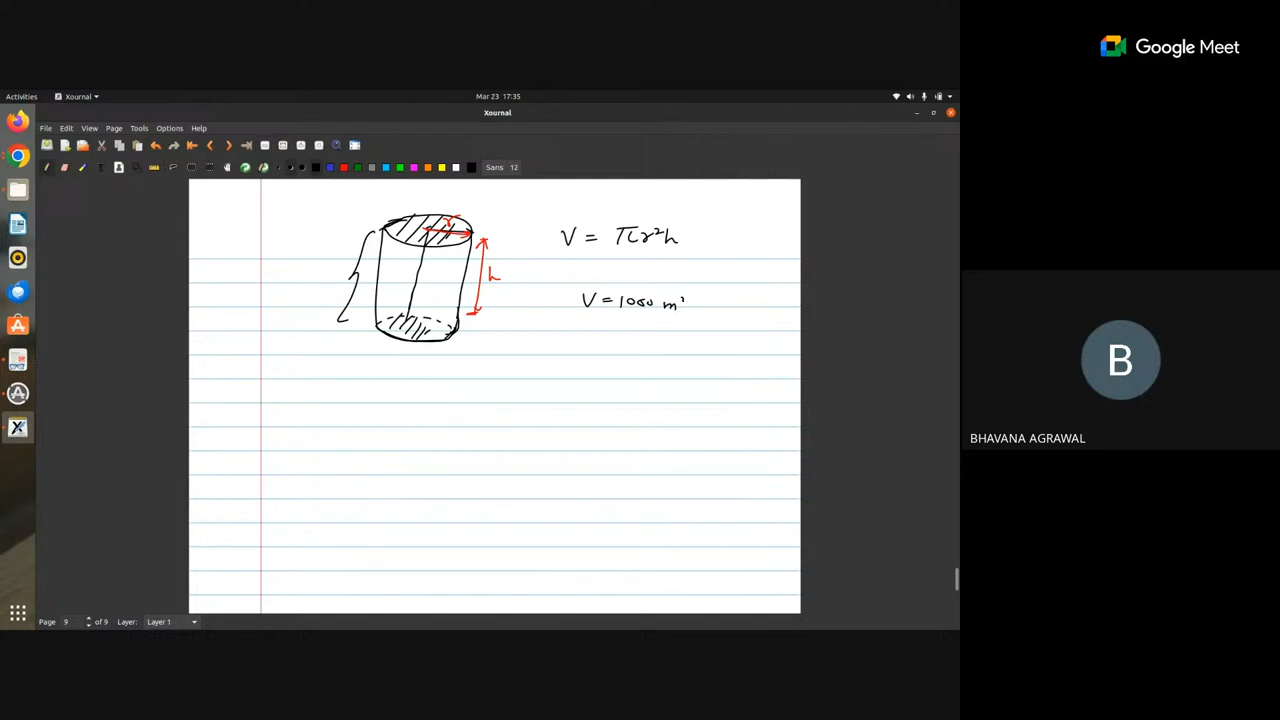 Google Meet
Activities
Xournal
Mar 23 17:35
Xournal
File Edit View Page Tools Options Help
Sans 12
r
V = πr²h
h
V = 1000 m³
B
BHAVANA AGRAWAL
Page 9 of 9 Layer: Layer 1